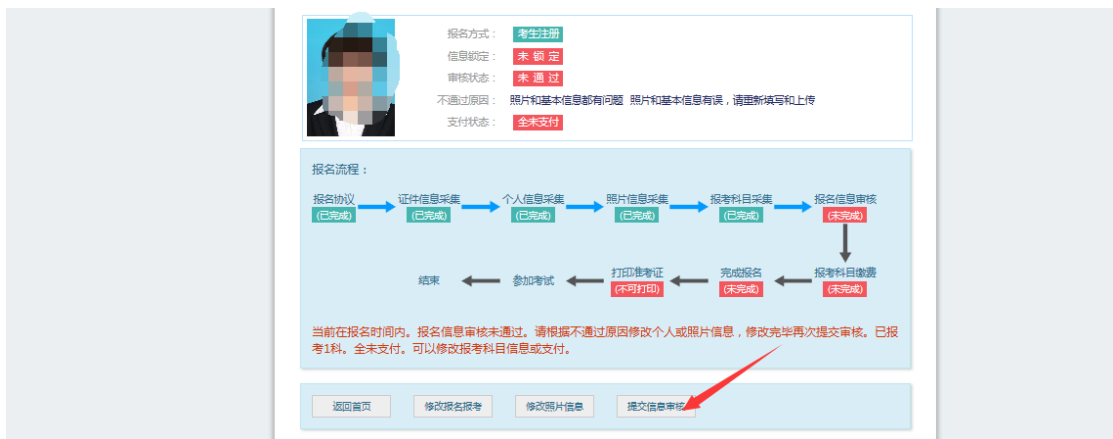 报名方式： 考生注册
信息锁定： 未 锁 定
审核状态： 未 通 过
不通过原因： 照片和基本信息都有问题 照片和基本信息有误，请重新填写和上传
支付状态： 全未支付
报名流程：
报名协议 证件信息采集 个人信息采集 照片信息采集 报考科目采集 报名信息审核
(已完成) (已完成) (已完成) (已完成) (已完成) (未完成)
结束 参加考试 打印准考证 完成报名 报考科目缴费
(不可打印) (未完成) (未完成)
当前在报名时间内。报名信息审核未通过。请根据不通过原因修改个人或照片信息，修改完毕再次提交审核。已报
考1科。全未支付。可以修改报考科目信息或支付。
返回首页 修改报名报考 修改照片信息 提交信息审核